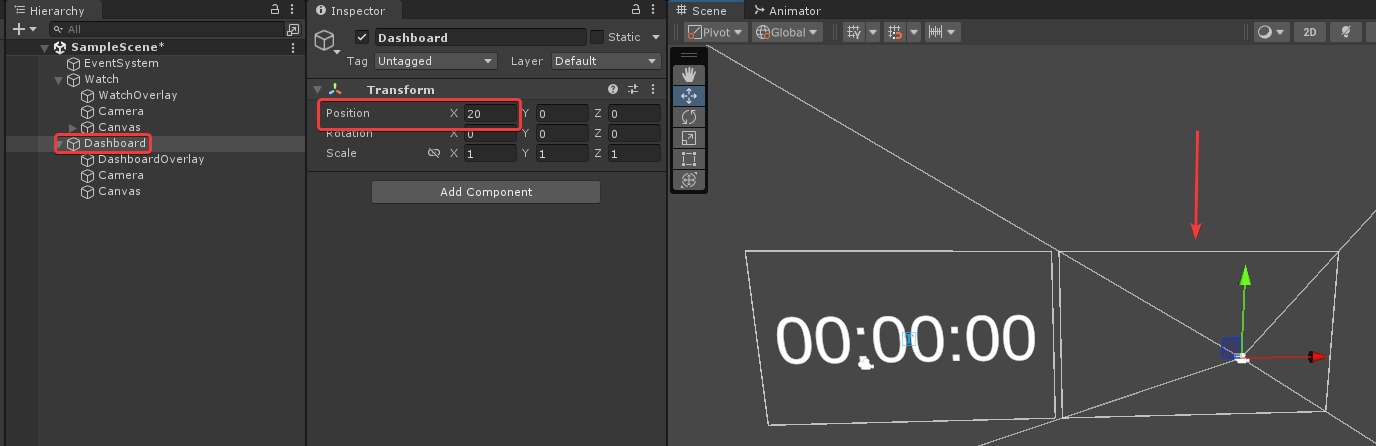 Hierarchy
All
SampleScene*
EventSystem
Watch
WatchOverlay
Camera
Canvas
Dashboard
DashboardOverlay
Camera
Canvas
Inspector
Dashboard
Static
Tag Untagged Layer Default
Transform
Position X 20 Y 0 Z 0
Rotation X 0 Y 0 Z 0
Scale X 1 Y 1 Z 1
Add Component
Scene Animator
Pivot Global 2D
00:00:00
T